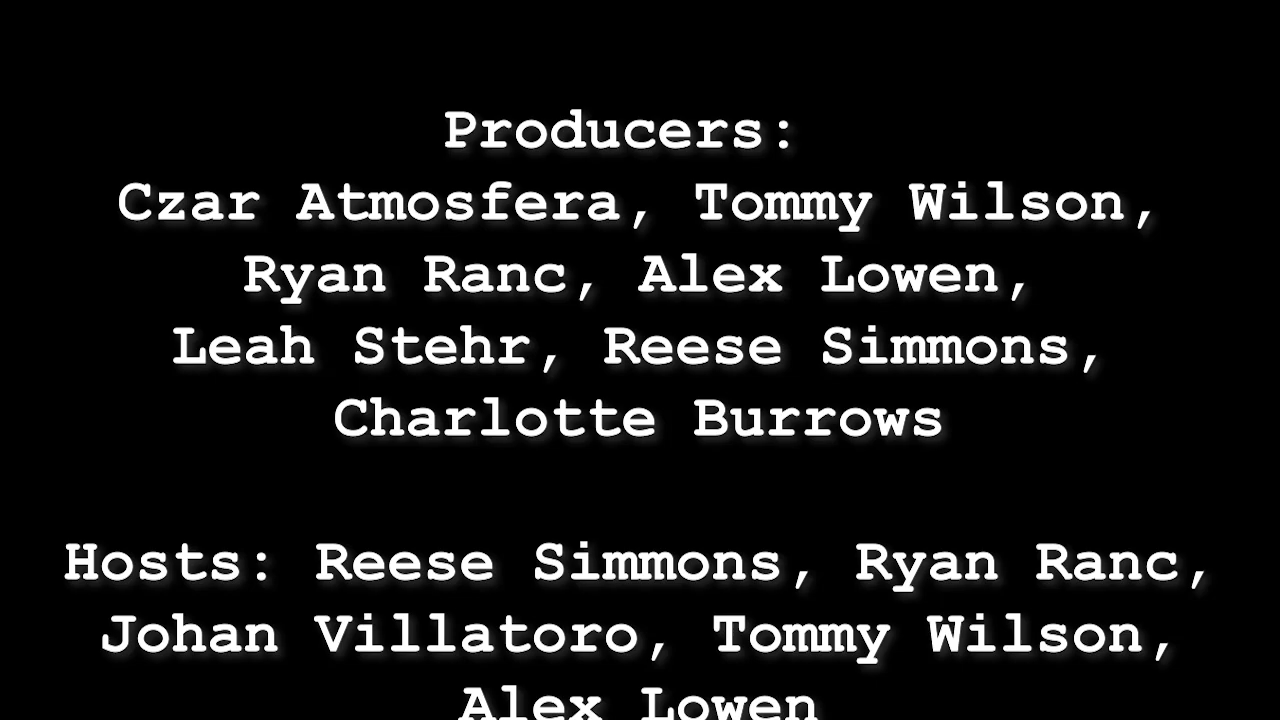 Producers:
Czar Atmosfera, Tommy Wilson,
Ryan Ranc, Alex Lowen,
Leah Stehr, Reese Simmons,
Charlotte Burrows
Hosts: Reese Simmons, Ryan Ranc,
Johan Villatoro, Tommy Wilson,
Alex Lowen